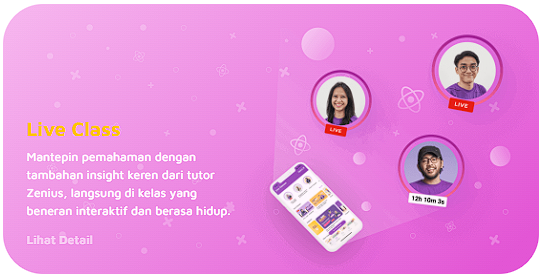 Live Class
Mantepin pemahaman dengan
tambahan insight keren dari tutor
Zenius, langsung di kelas yang
beneran interaktif dan berasa hidup.
Lihat Detail
LIVE
LIVE
12h 10m 3s